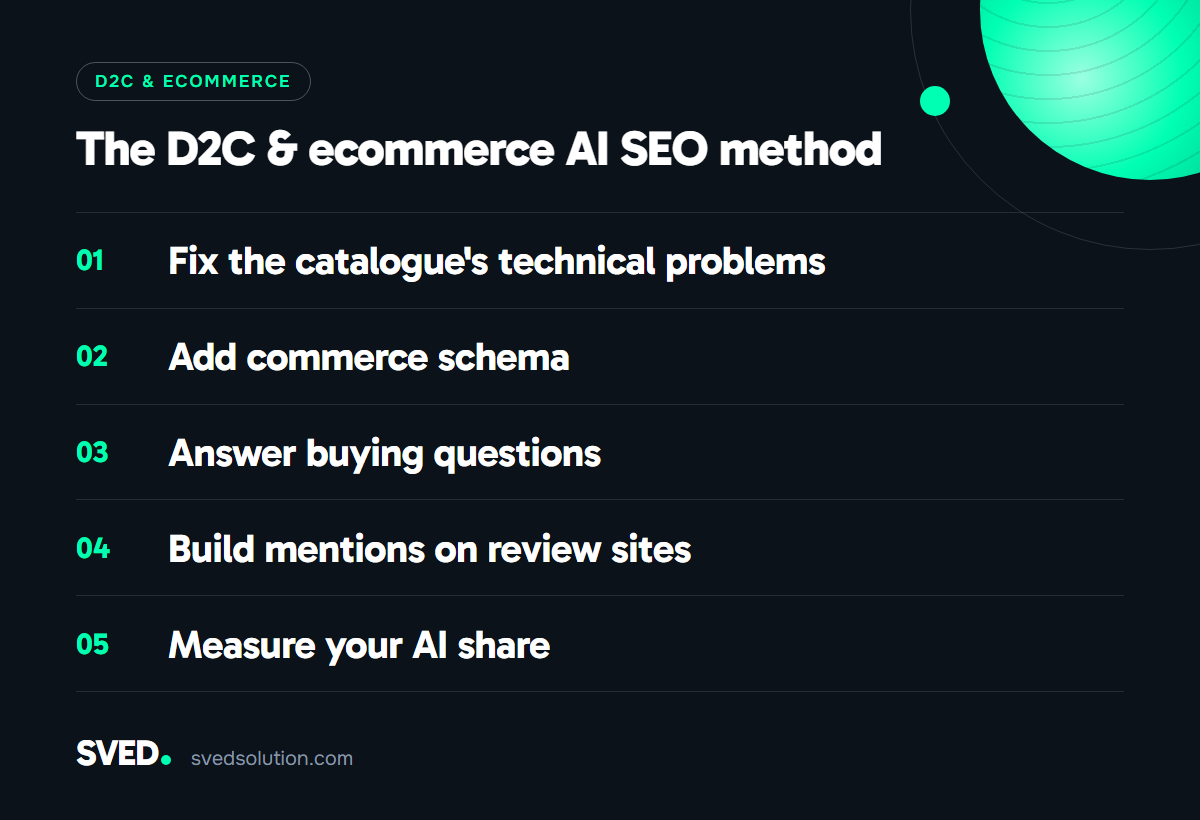 D2C & ECOMMERCE
The D2C & ecommerce AI SEO method
01 Fix the catalogue's technical problems
02 Add commerce schema
03 Answer buying questions
04 Build mentions on review sites
05 Measure your AI share
SVED. svedsolution.com